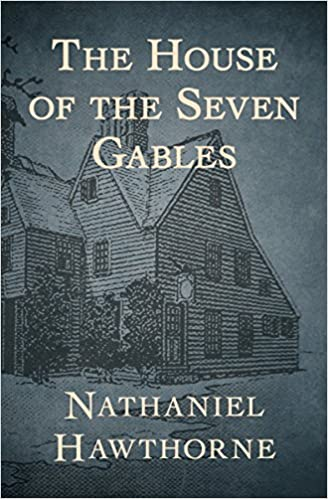 The House
of the Seven
Gables
Nathaniel
Hawthorne